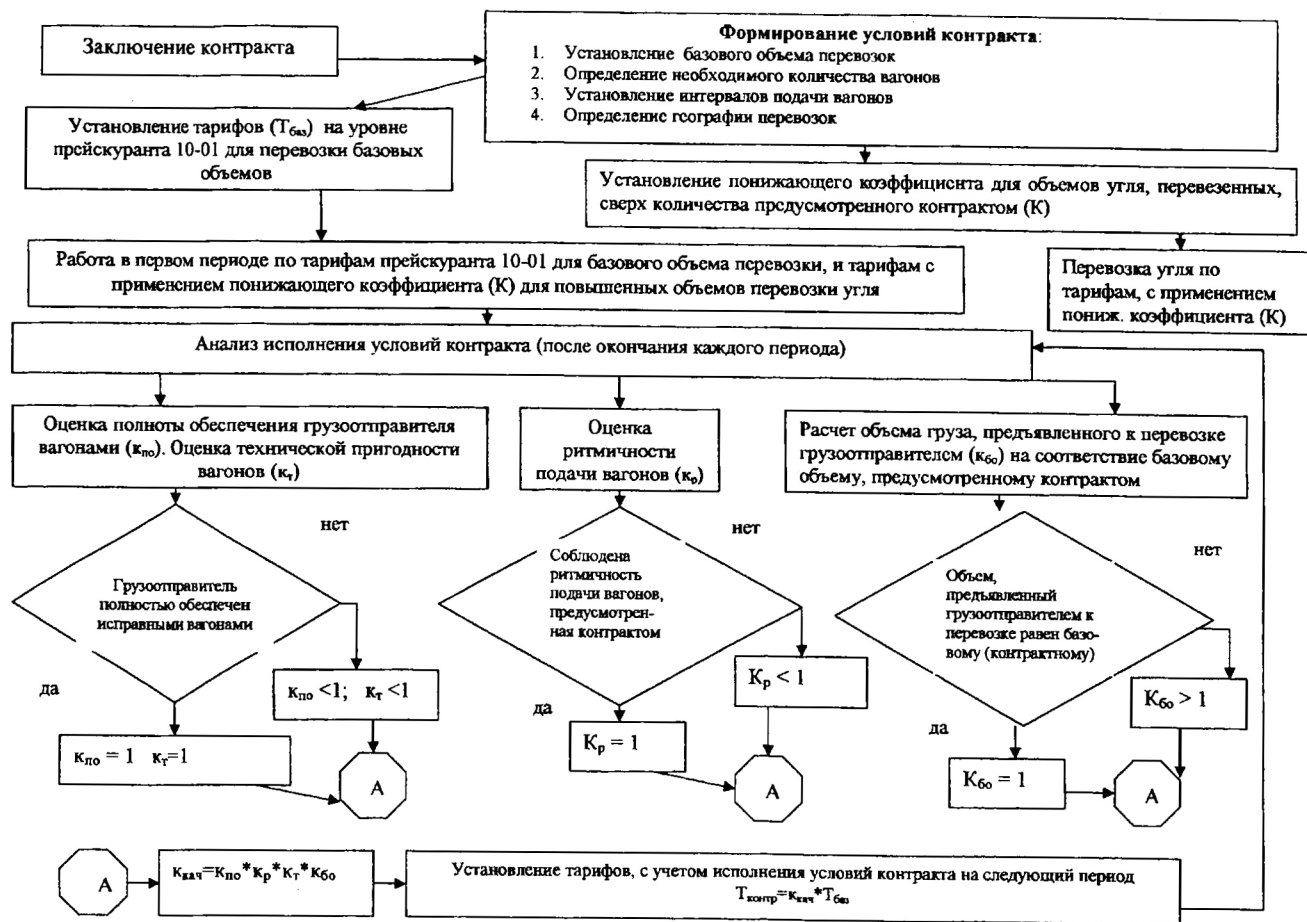 Заключение контракта
Формирование условий контракта:
1. Установление базового объема перевозок
2. Определение необходимого количества вагонов
3. Установление интервалов подачи вагонов
4. Определение географии перевозок
Установление тарифов (Тбаз) на уровне
прейскуранта 10-01 для перевозки базовых
объемов
Установление понижающего коэффициента для объемов угля, перевезенных,
сверх количества предусмотренного контрактом (К)
Работа в первом периоде по тарифам прейскуранта 10-01 для базового объема перевозки, и тарифам с
применением понижающего коэффициента (К) для повышенных объемов перевозки угля
Перевозка угля по
тарифам, с применением
пониж. коэффициента (К)
Анализ исполнения условий контракта (после окончания каждого периода)
Оценка полноты обеспечения грузоотправителя
вагонами (кпо). Оценка технической пригодности
вагонов (кт)
Оценка
ритмичности
подачи вагонов (кр)
Расчет объема груза, предъявленного к перевозке
грузоотправителем (кбо) на соответствие базовому
объему, предусмотренному контрактом
нет
Грузоотправитель
полностью обеспечен
исправными вагонами
да
кпо <1; кт <1
кпо = 1 кт=1
А
нет
Соблюдена
ритмичность
подачи вагонов,
предусмотрен-
ная контрактом
да
Кр < 1
Кр = 1
А
нет
Объем,
предъявленный
грузоотправителем к
перевозке равен базо-
вому (контрактному)
да
Кбо > 1
Кбо = 1
А
А
ккач=кпо*кр*кт*кбо
Установление тарифов, с учетом исполнения условий контракта на следующий период
Тконтр=ккач*Тбаз